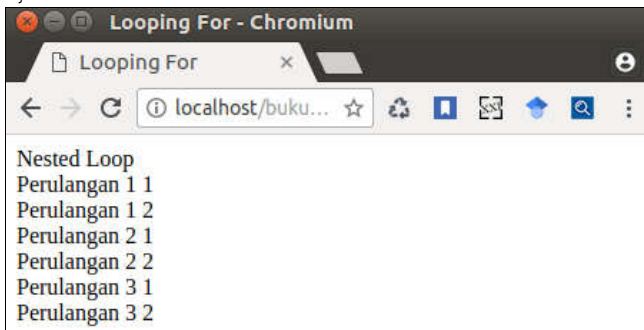 Looping For - Chromium
Looping For
localhost/buku...
Nested Loop
Perulangan 1 1
Perulangan 1 2
Perulangan 2 1
Perulangan 2 2
Perulangan 3 1
Perulangan 3 2